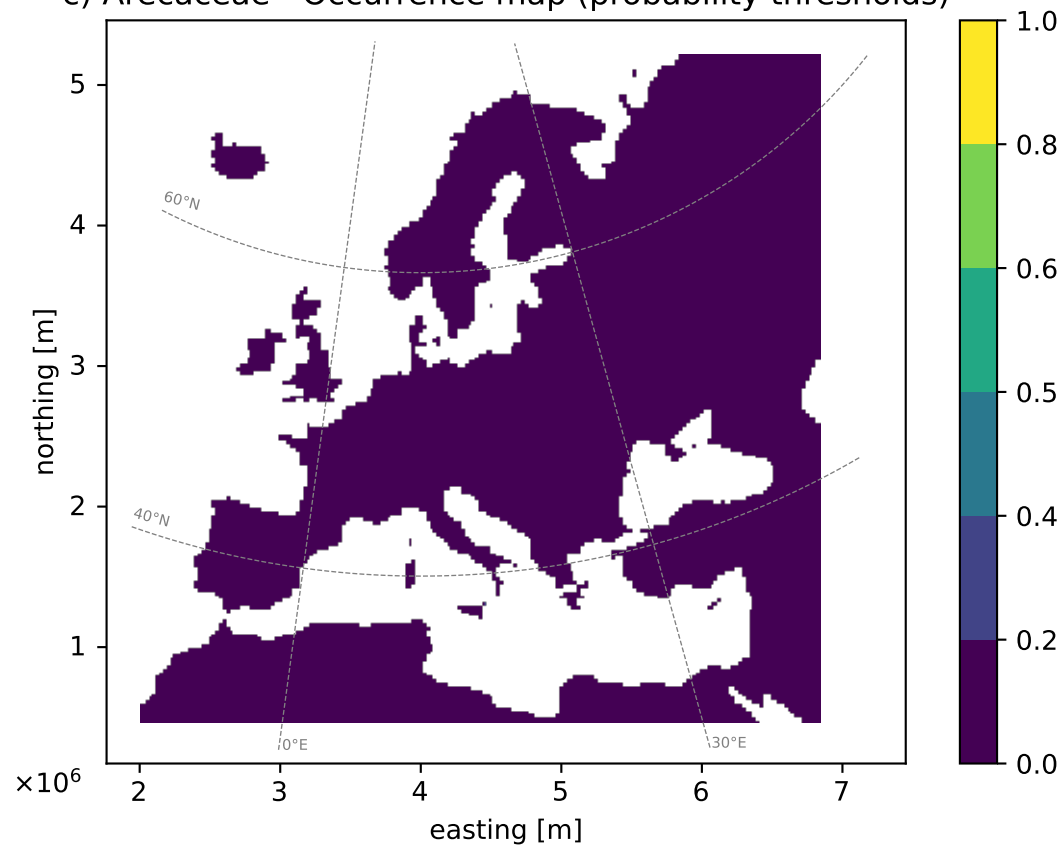 c) Arecaceae - Occurrence map (probability thresholds)
1.0
0.8
0.6
0.5
0.4
0.2
0.0
5
4
3
2
1
northing [m]
60°N
40°N
0°E
30°E
×10⁶
2 3 4 5 6 7
easting [m]